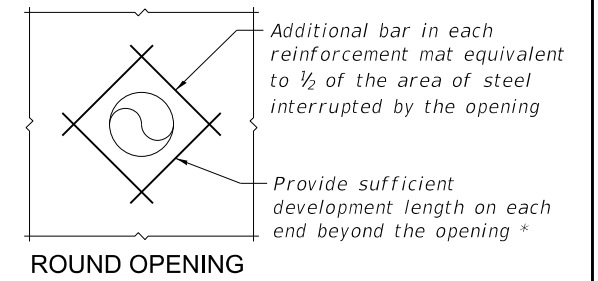 Additional bar in each
reinforcement mat equivalent
to ½ of the area of steel
interrupted by the opening
Provide sufficient
development length on each
end beyond the opening *
ROUND OPENING